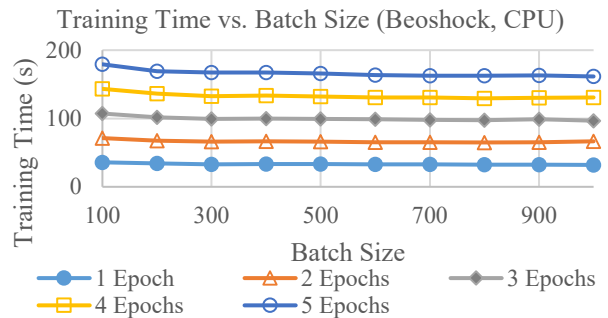 Training Time vs. Batch Size (Beoshock, CPU)
Training Time (s)
200
100
0
100 300 500 700 900
Batch Size
1 Epoch 2 Epochs 3 Epochs
4 Epochs 5 Epochs